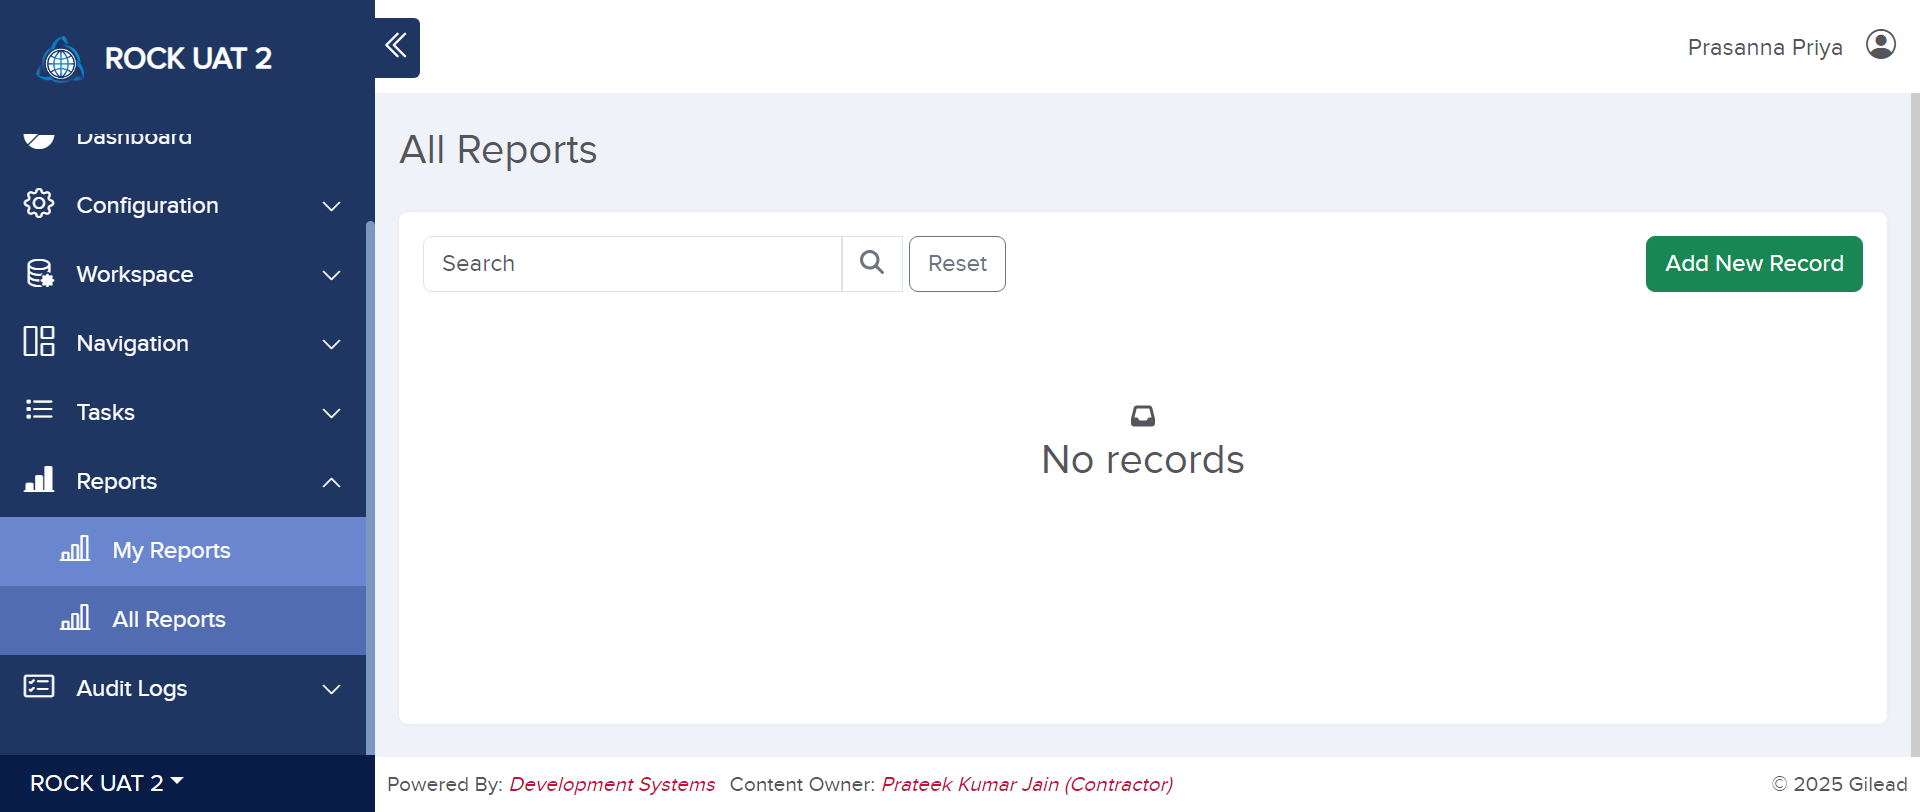 ROCK UAT 2
Prasanna Priya
Dashboard
Configuration
Workspace
Navigation
Tasks
Reports
My Reports
All Reports
Audit Logs
ROCK UAT 2
All Reports
Search
Reset
Add New Record
No records
Powered By: Development Systems Content Owner: Prateek Kumar Jain (Contractor)
© 2025 Gilead